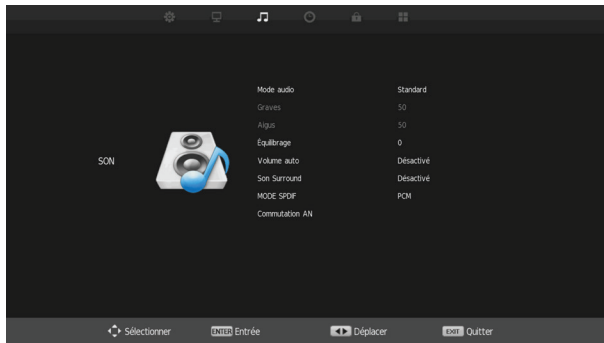 Mode audio Standard
Graves 50
Aigus 50
Équilibrage 0
SON
Volume auto Désactivé
Son Surround Désactivé
MODE SPDIF PCM
Commutation AN
Sélectionner ENTER Entrée Déplacer EXIT Quitter